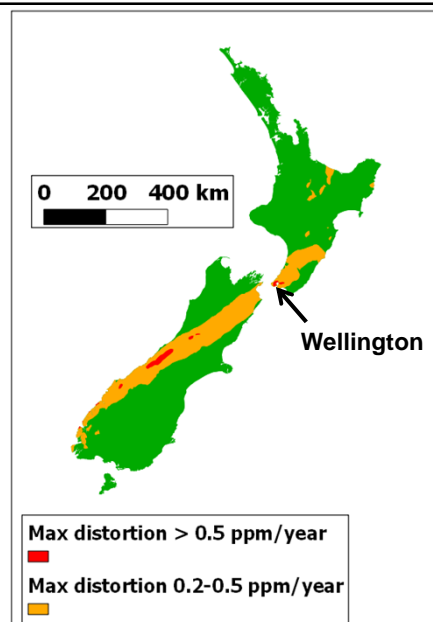 0 200 400 km
Wellington
Max distortion > 0.5 ppm/year
Max distortion 0.2-0.5 ppm/year